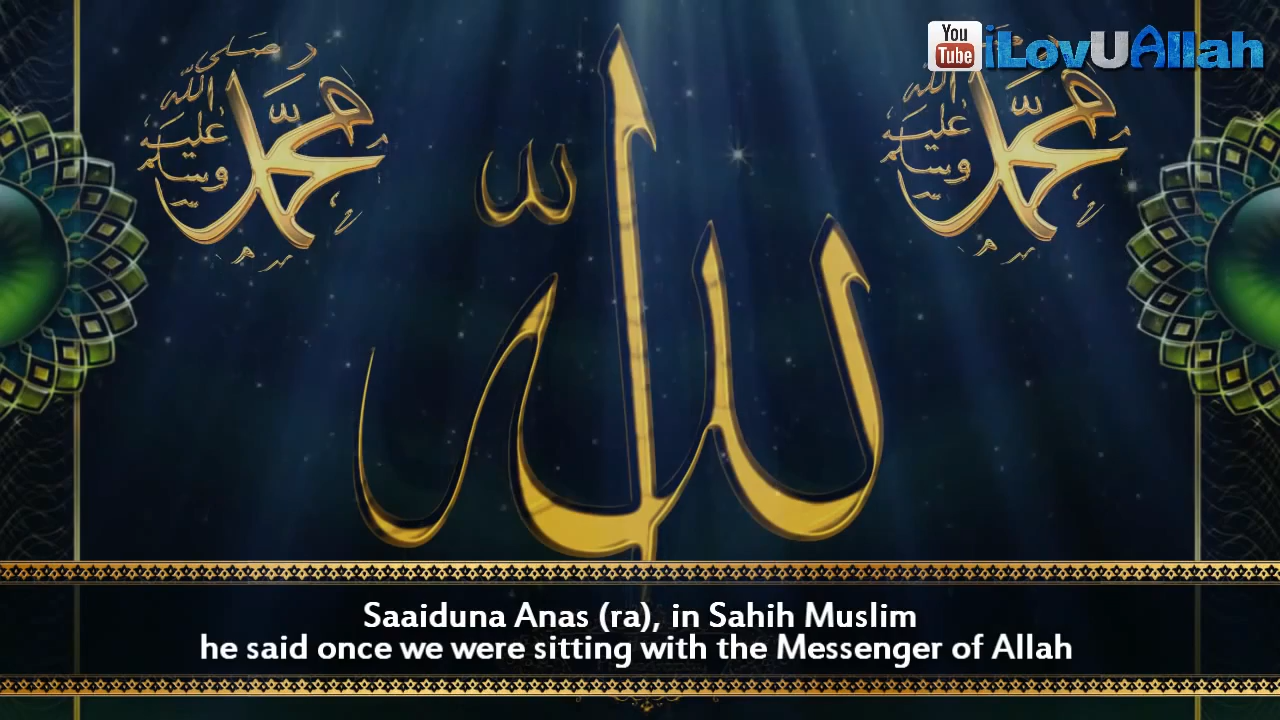 You Tube iLovUAllah
محمد صلى الله عليه وسلم
الله
محمد صلى الله عليه وسلم
Saaiduna Anas (ra), in Sahih Muslim
he said once we were sitting with the Messenger of Allah